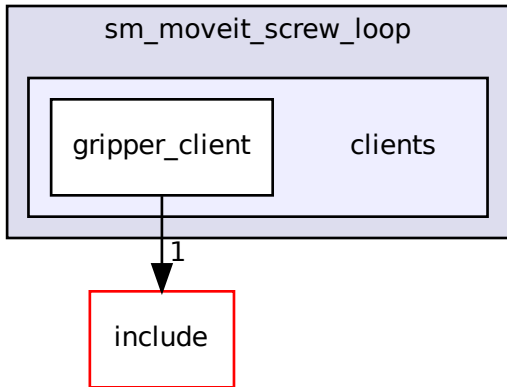 sm_moveit_screw_loop
gripper_client
clients
1
include